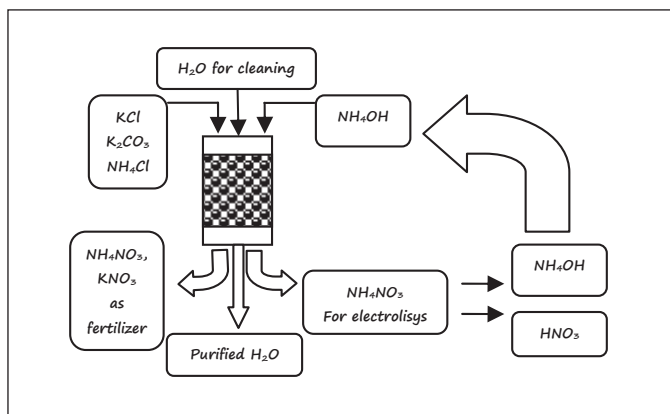 H₂O for cleaning
KCl
K₂CO₃
NH₄Cl
NH₄OH
NH₄NO₃,
KNO₃
as
fertilizer
Purified H₂O
NH₄NO₃
For electrolisys
NH₄OH
HNO₃